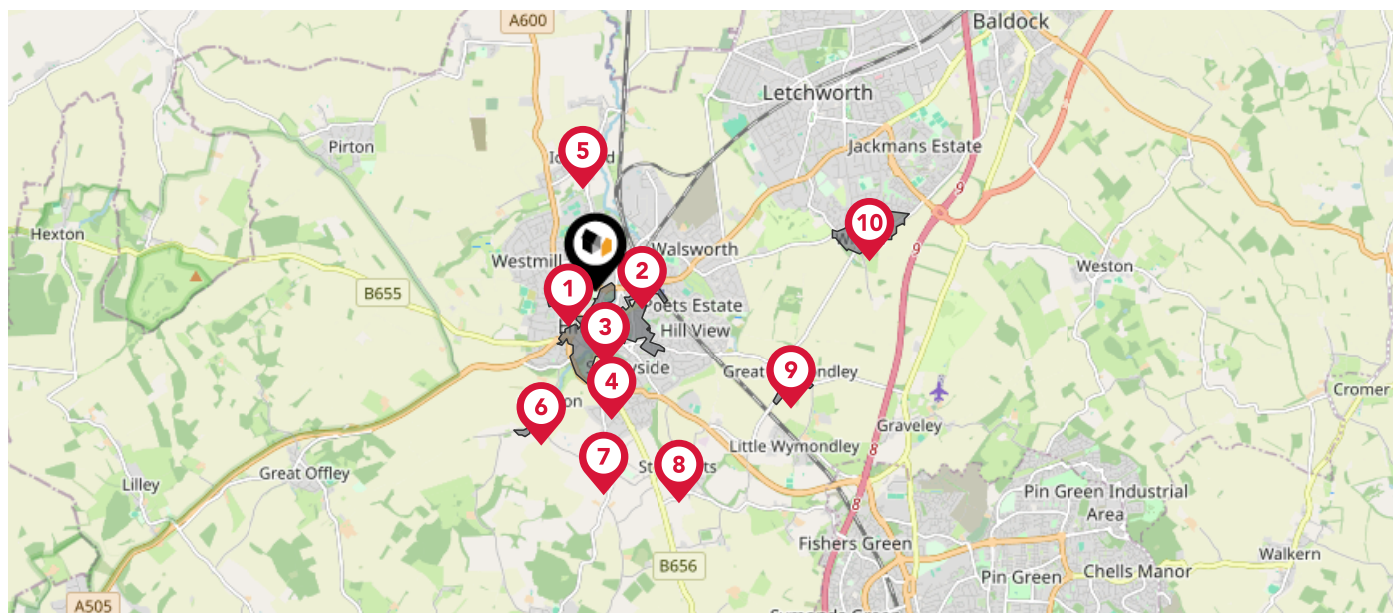 A600
Baldock
Letchworth
Pirton
Jackmans Estate
5
9
10
Hexton
Walsworth
9
Westmill
Weston
2
1
B655
Poets Estate
3
Hill View
Great
9
4
Cromer
6
Graveley
Little Wymondley
7
8
Great Offley
Lilley
Pin Green Industrial
Area
8
8
Fishers Green
Walkern
B656
Chells Manor
Pin Green
A505